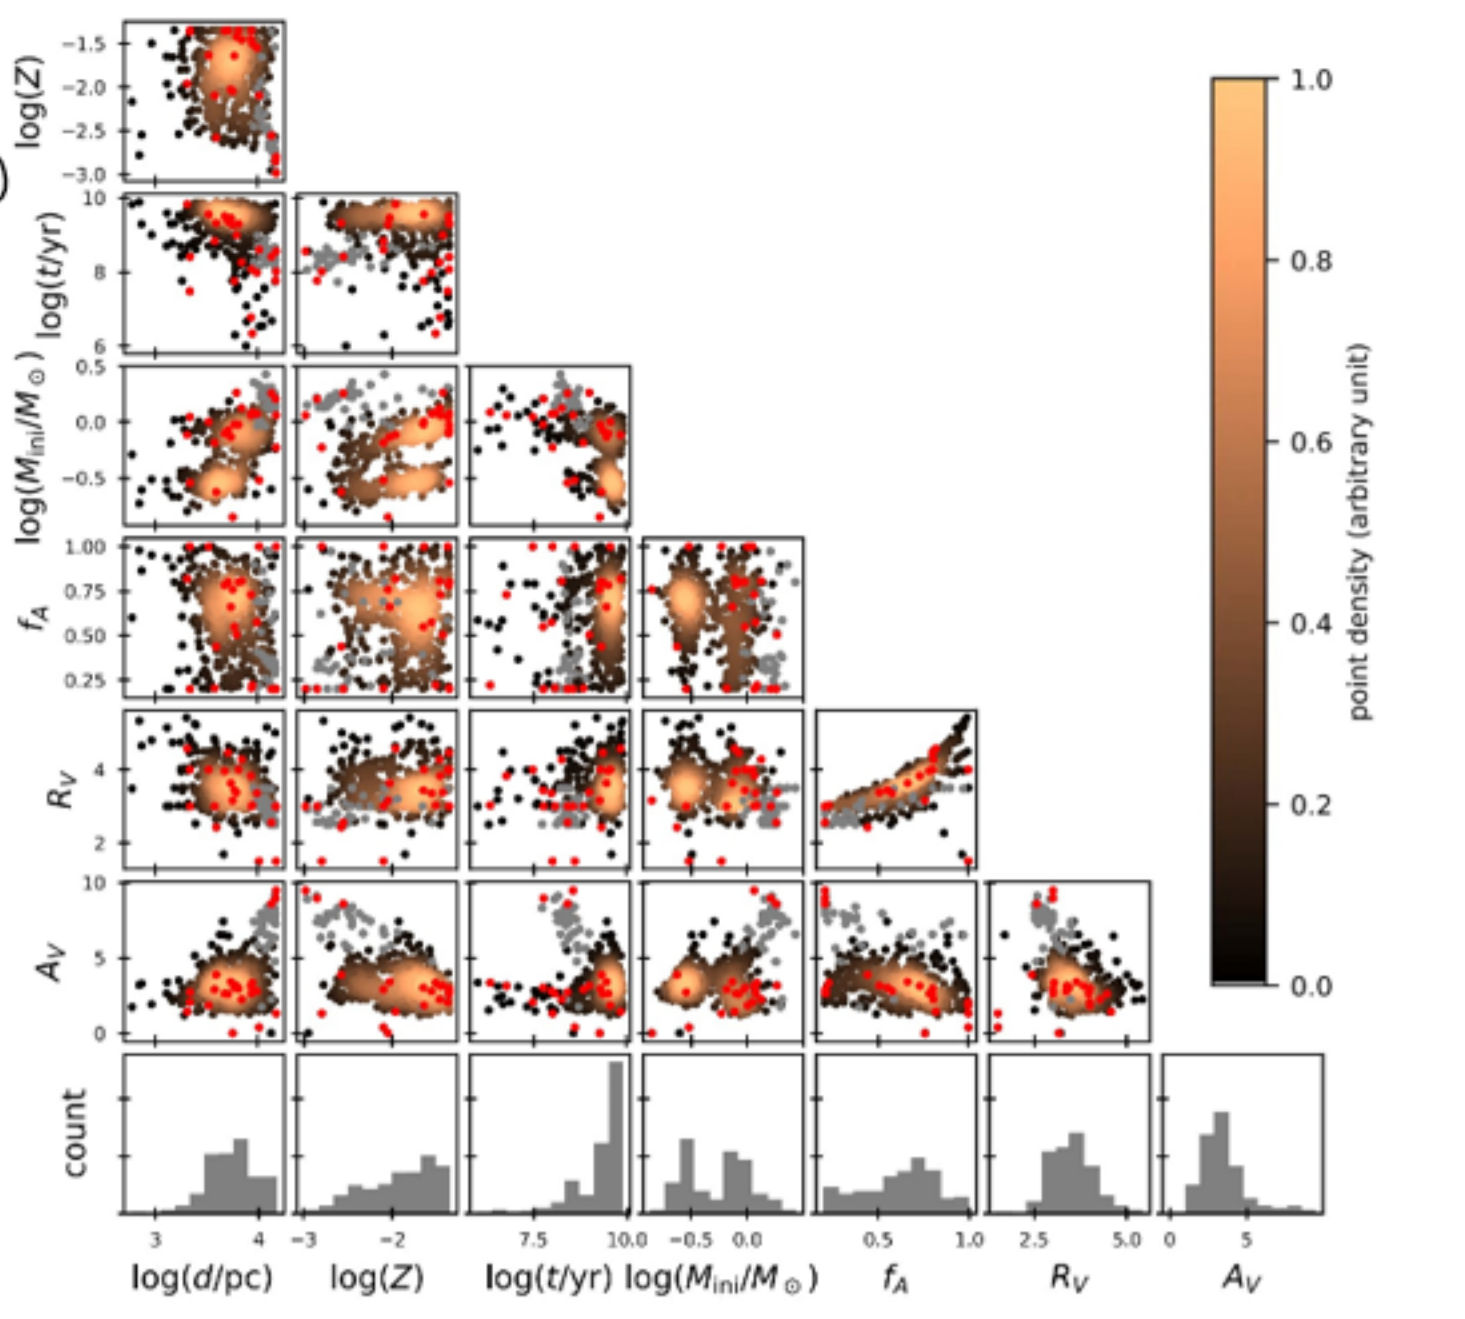 log(Z)
−1.5
−2.0
−2.5
−3.0
)
log(t/yr)
10
8
6
log(M_ini/M_⊙)
0.5
0.0
−0.5
f_A
1.00
0.75
0.50
0.25
R_V
4
2
A_V
10
5
0
count
3 4 −3 −2 7.5 10.0 −0.5 0.0 0.5 1.0 2.5 5.0 0 5
log(d/pc) log(Z) log(t/yr) log(M_ini/M_⊙) f_A R_V A_V
1.0
0.8
0.6
0.4
0.2
0.0
point density (arbitrary unit)